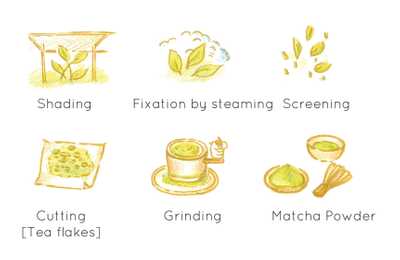 Shading
Fixation by steaming
Screening
Cutting
[Tea flakes]
Grinding
Matcha Powder